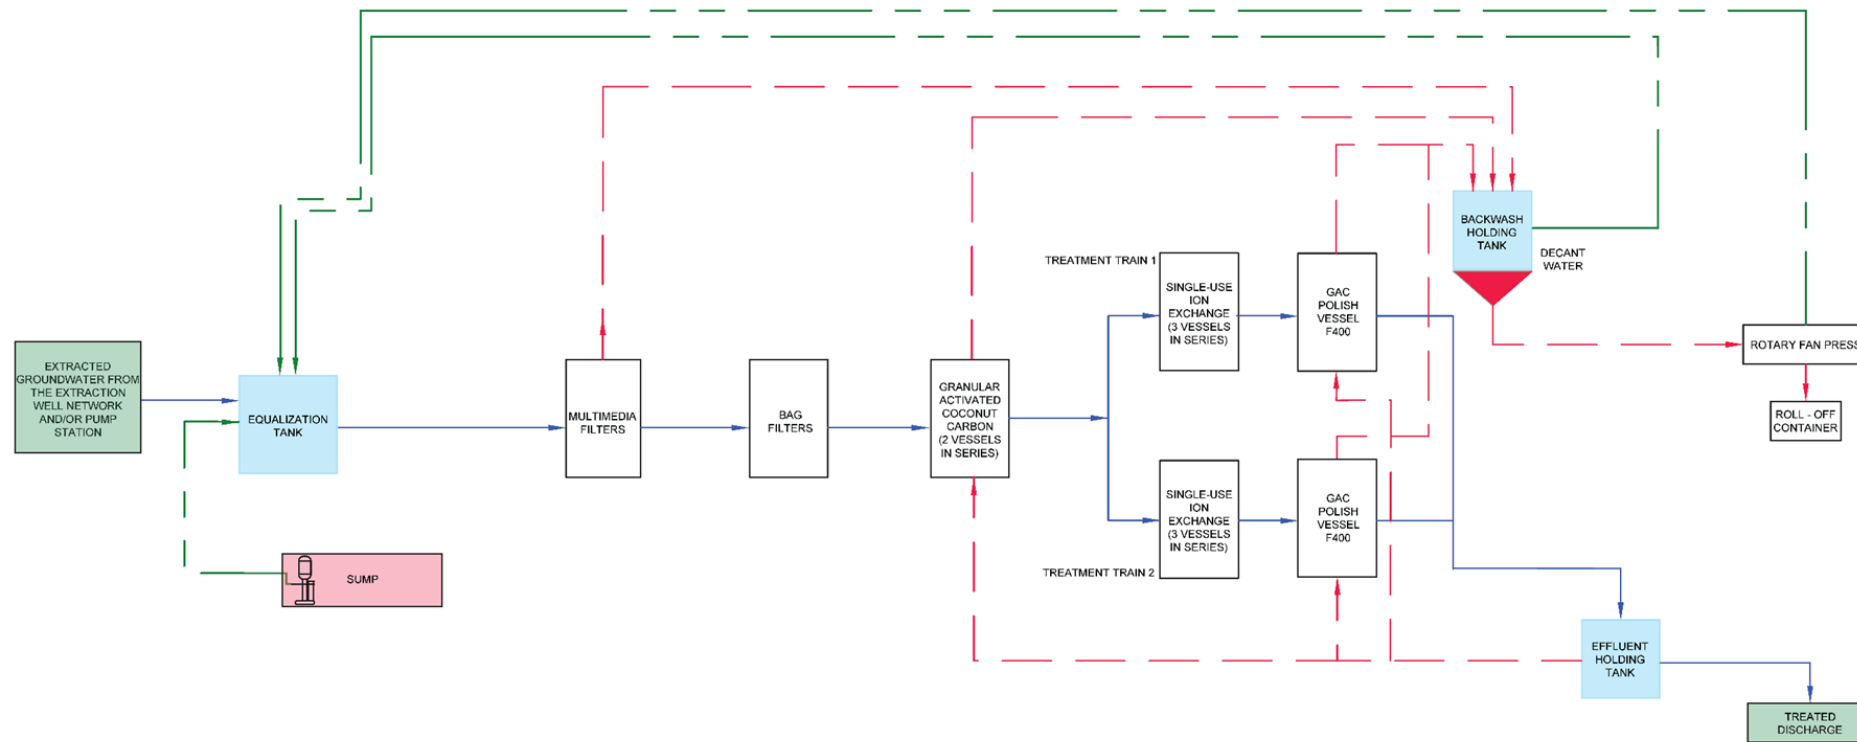 BACKWASH
HOLDING
TANK
DECANT
WATER
TREATMENT TRAIN 1
SINGLE-USE
ION
EXCHANGE
(3 VESSELS
IN SERIES)
GAC
POLISH
VESSEL
F400
ROTARY FAN PRESS
EXTRACTED
GROUNDWATER FROM
THE EXTRACTION
WELL NETWORK
AND/OR PUMP
STATION
EQUALIZATION
TANK
MULTIMEDIA
FILTERS
BAG
FILTERS
GRANULAR
ACTIVATED
COCONUT
CARBON
(2 VESSELS
IN SERIES)
ROLL - OFF
CONTAINER
SINGLE-USE
ION
EXCHANGE
(3 VESSELS
IN SERIES)
GAC
POLISH
VESSEL
F400
TREATMENT TRAIN 2
SUMP
EFFLUENT
HOLDING
TANK
TREATED
DISCHARGE